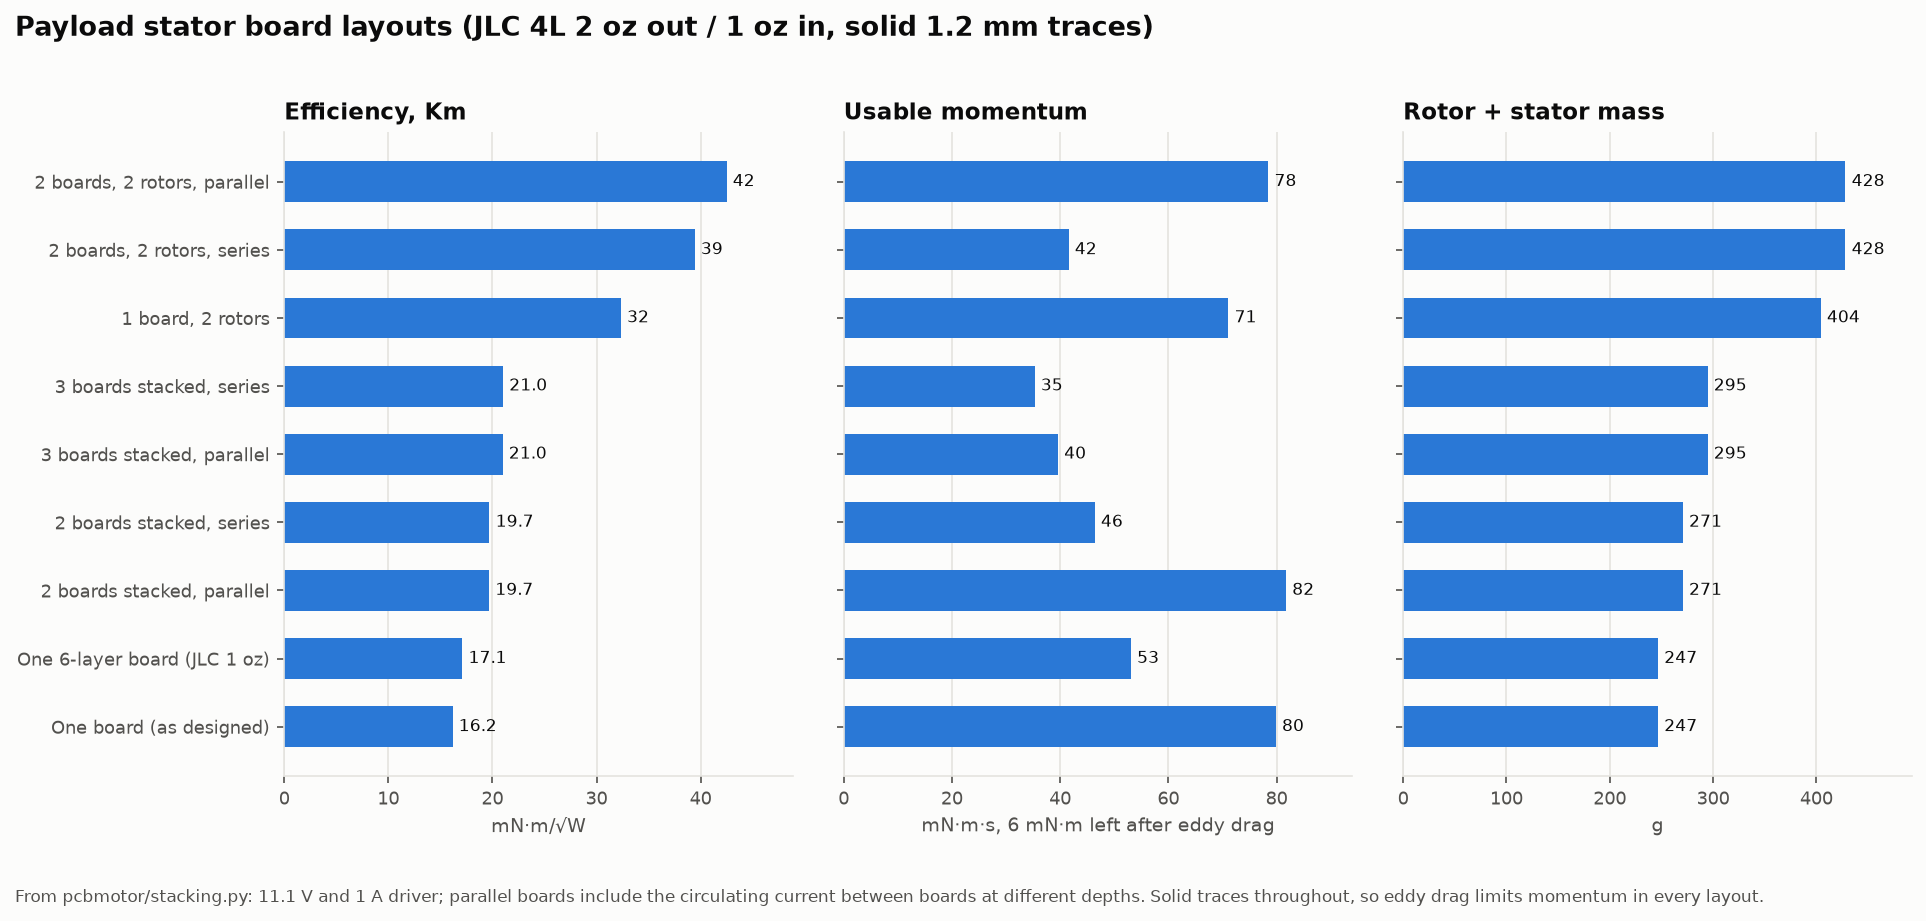 Payload stator board layouts (JLC 4L 2 oz out / 1 oz in, solid 1.2 mm traces)
Efficiency, Km
2 boards, 2 rotors, parallel 42
2 boards, 2 rotors, series 39
1 board, 2 rotors 32
3 boards stacked, series 21.0
3 boards stacked, parallel 21.0
2 boards stacked, series 19.7
2 boards stacked, parallel 19.7
One 6-layer board (JLC 1 oz) 17.1
One board (as designed) 16.2
0 10 20 30 40
mN·m/√W
Usable momentum
78
42
71
35
40
46
82
53
80
0 20 40 60 80
mN·m·s, 6 mN·m left after eddy drag
Rotor + stator mass
428
428
404
295
295
271
271
247
247
0 100 200 300 400
g
From pcbmotor/stacking.py: 11.1 V and 1 A driver; parallel boards include the circulating current between boards at different depths. Solid traces throughout, so eddy drag limits momentum in every layout.